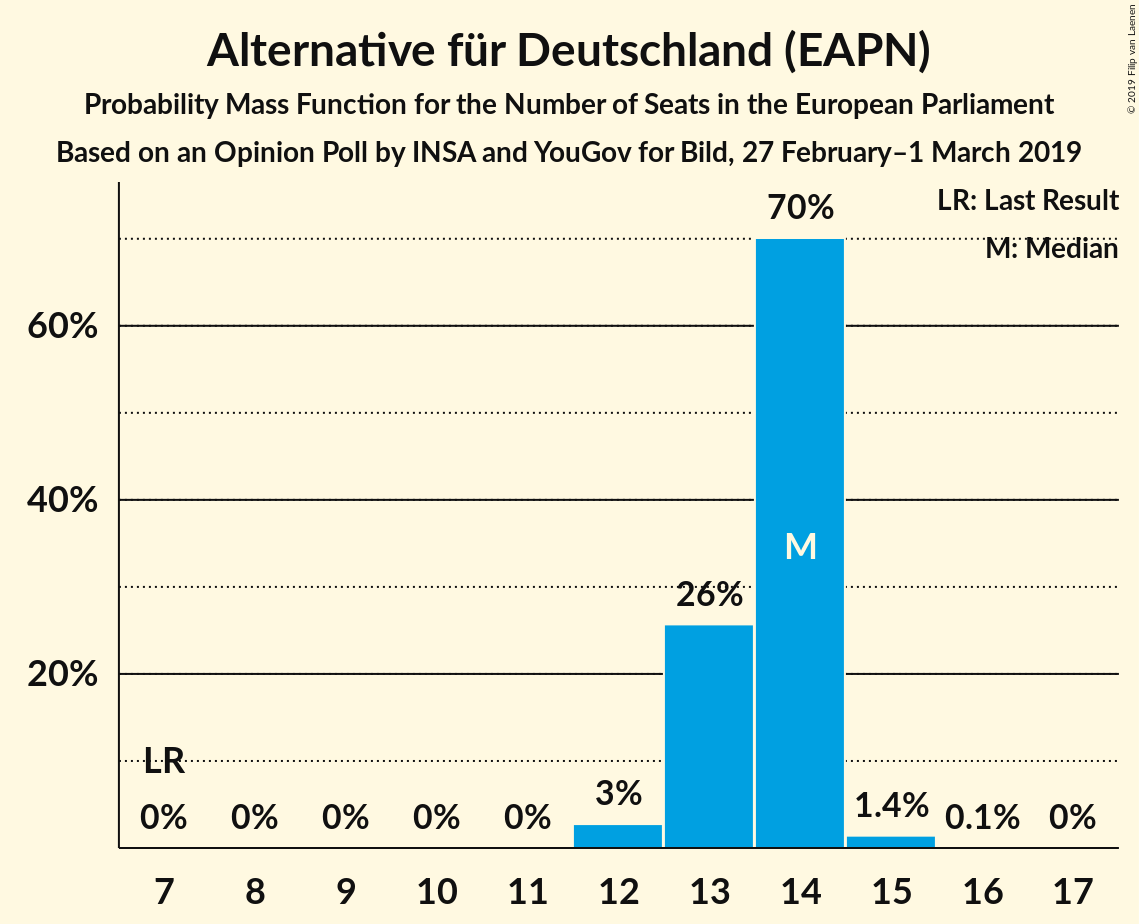 Alternative für Deutschland (EAPN)
Probability Mass Function for the Number of Seats in the European Parliament
Based on an Opinion Poll by INSA and YouGov for Bild, 27 February–1 March 2019
© 2019 Filip van Laenen
LR: Last Result
M: Median
70%
60%
40%
M
26%
20%
LR
3%
1.4%
0% 0% 0% 0% 0% 0.1% 0%
7 8 9 10 11 12 13 14 15 16 17